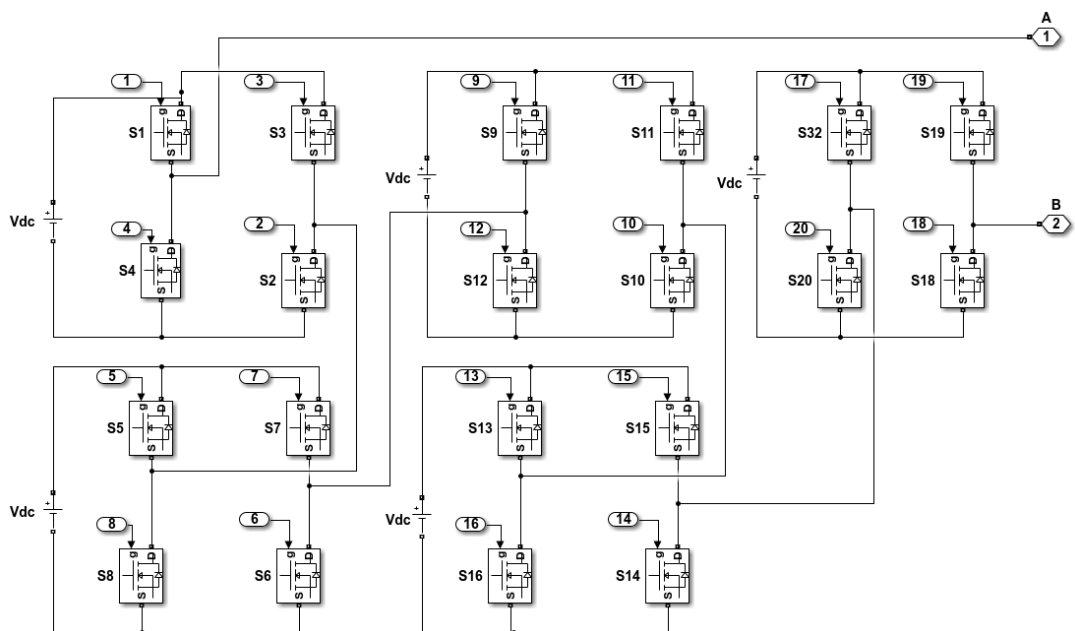 A
1
1
3
9
11
17
19
g
D
S1
S
g
D
S3
S
g
D
S9
S
g
D
S11
S
g
D
S32
S
g
D
S19
S
Vdc
+
Vdc
+
Vdc
+
B
2
4
2
12
10
20
18
g
D
S4
S
g
D
S2
S
g
D
S12
S
g
D
S10
S
g
D
S20
S
g
D
S18
S
5
7
13
15
g
D
S5
S
g
D
S7
S
g
D
S13
S
g
D
S15
S
Vdc
+
Vdc
+
8
6
16
14
g
D
S8
S
g
D
S6
S
g
D
S16
S
g
D
S14
S